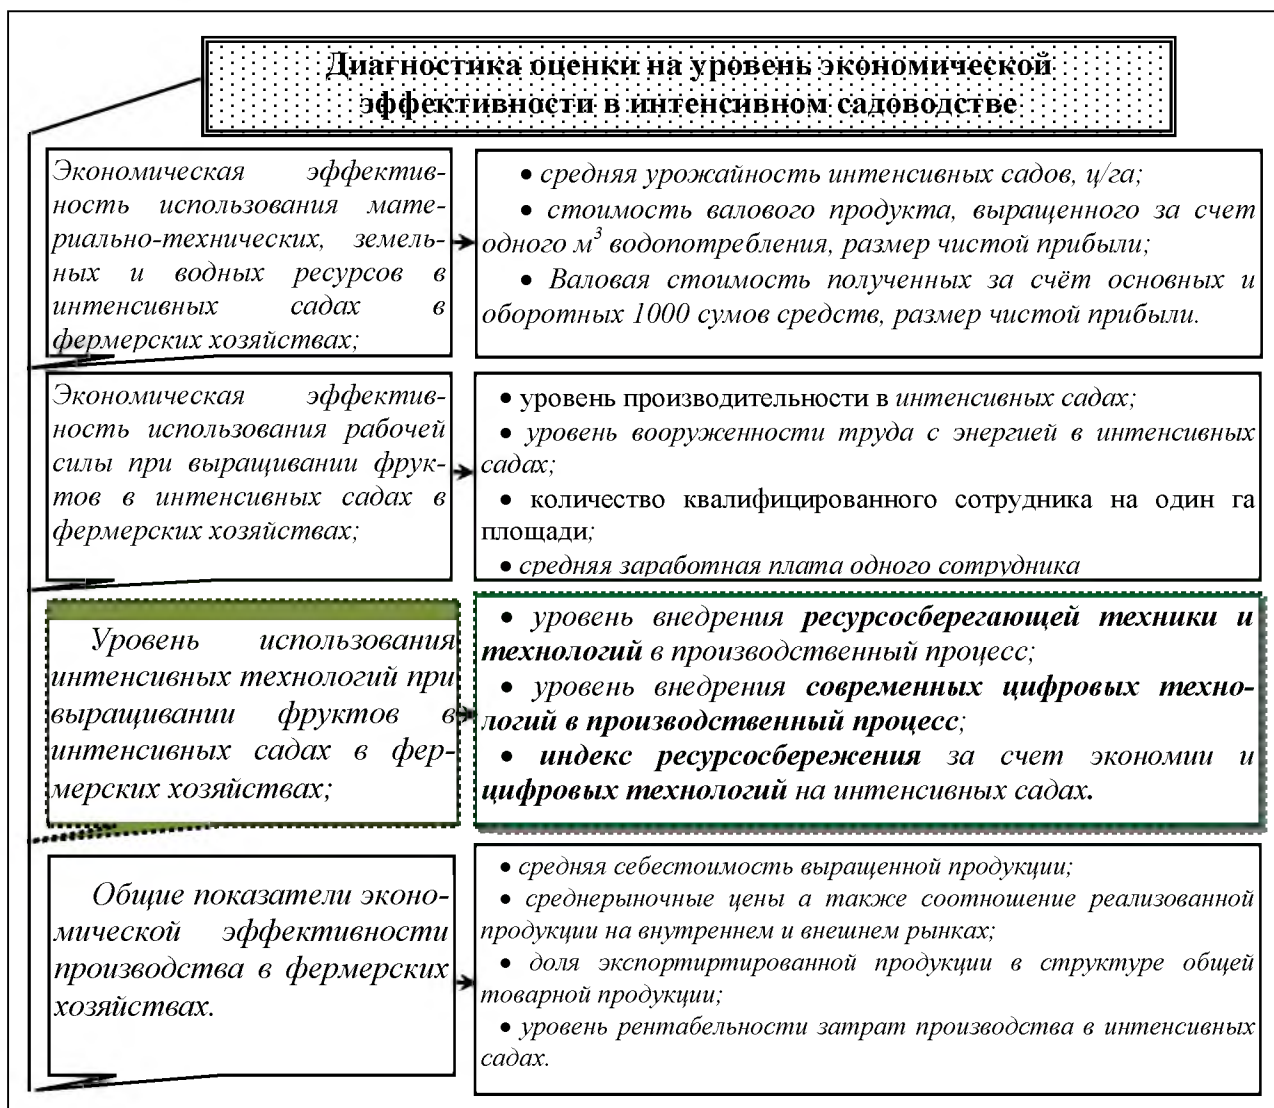 Диагностика оценки на уровень экономической
эффективности в интенсивном садоводстве
Экономическая эффектив-
ность использования мате-
риально-технических, земель-
ных и водных ресурсов в
интенсивных садах в
фермерских хозяйствах;
• средняя урожайность интенсивных садов, ц/га;
• стоимость валового продукта, выращенного за счет
одного м³ водопотребления, размер чистой прибыли;
• Валовая стоимость полученных за счёт основных и
оборотных 1000 сумов средств, размер чистой прибыли.
Экономическая эффектив-
ность использования рабочей
силы при выращивании фрук-
тов в интенсивных садах в
фермерских хозяйствах;
• уровень производительности в интенсивных садах;
• уровень вооруженности труда с энергией в интенсивных
садах;
• количество квалифицированного сотрудника на один га
площади;
• средняя заработная плата одного сотрудника
Уровень использования
интенсивных технологий при
выращивании фруктов в
интенсивных садах в фер-
мерских хозяйствах;
• уровень внедрения ресурсосберегающей техники и
технологий в производственный процесс;
• уровень внедрения современных цифровых техно-
логий в производственный процесс;
• индекс ресурсосбережения за счет экономии и
цифровых технологий на интенсивных садах.
Общие показатели эконо-
мической эффективности
производства в фермерских
хозяйствах.
• средняя себестоимость выращенной продукции;
• среднерыночные цены а также соотношение реализованной
продукции на внутреннем и внешнем рынках;
• доля экспортиртированной продукции в структуре общей
товарной продукции;
• уровень рентабельности затрат производства в интенсивных
садах.